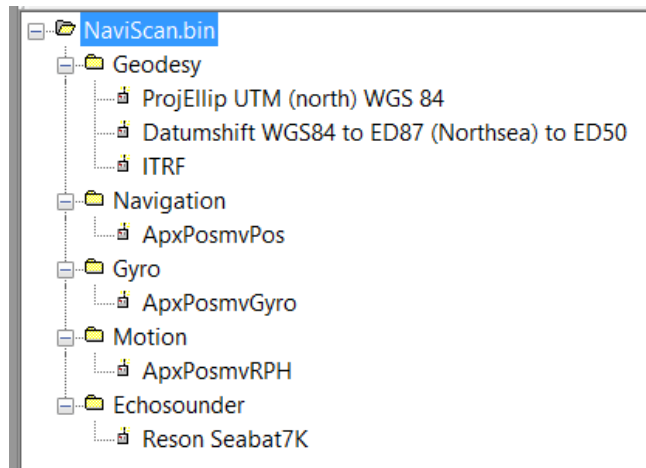 NaviScan.bin
Geodesy
ProjEllip UTM (north) WGS 84
Datumshift WGS84 to ED87 (Northsea) to ED50
ITRF
Navigation
ApxPosmvPos
Gyro
ApxPosmvGyro
Motion
ApxPosmvRPH
Echosounder
Reson Seabat7K